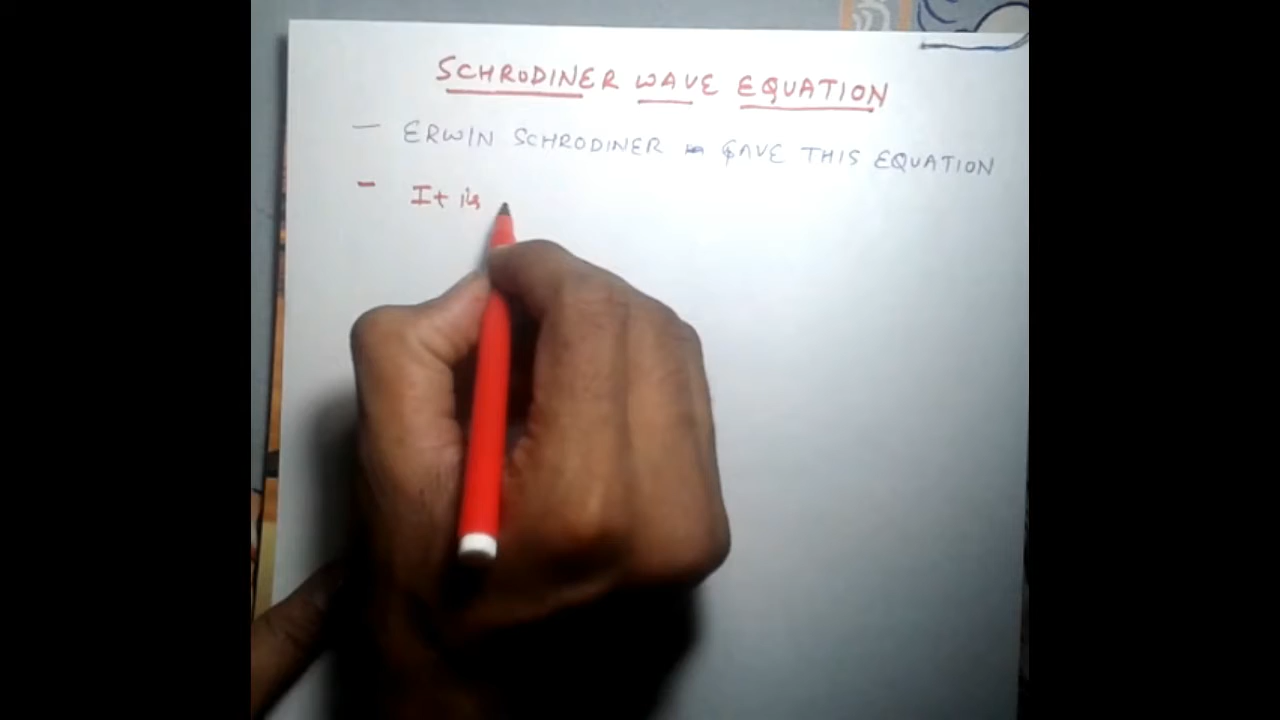 SCHRODINER WAVE EQUATION
— ERWIN SCHRODINER GAVE THIS EQUATION
- It is